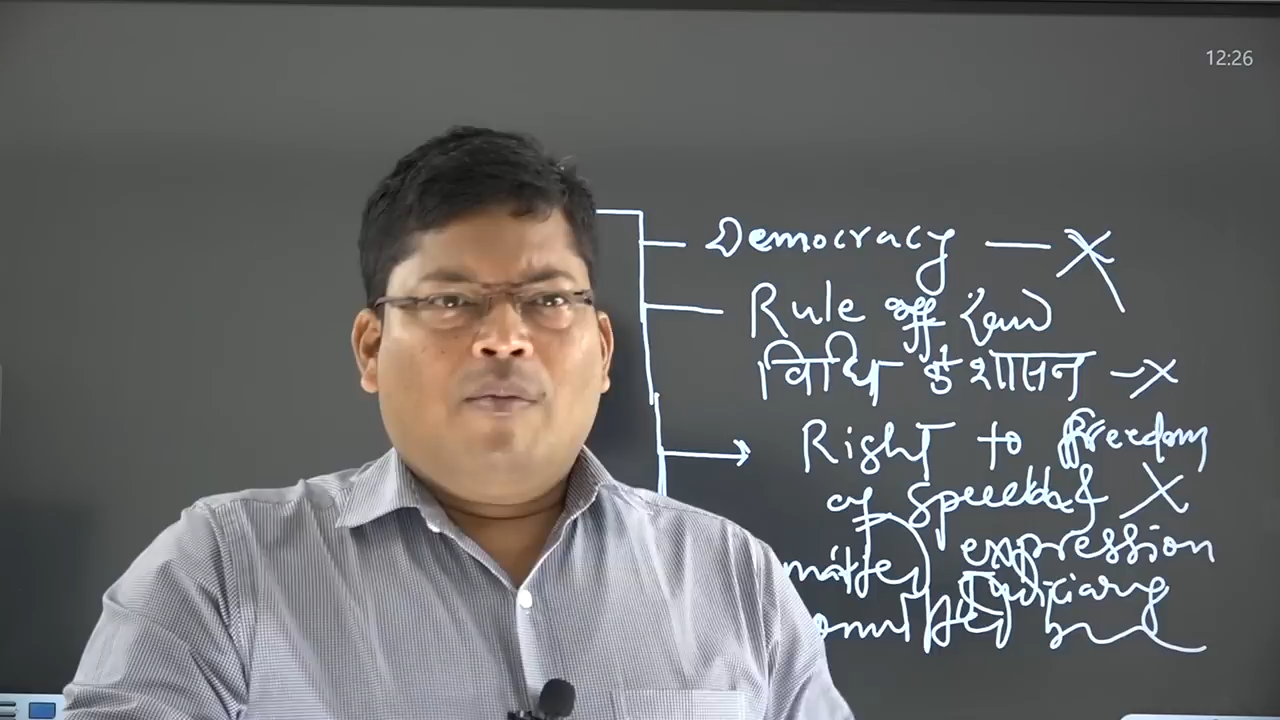 12:26
Democracy — X
Rule of Law
विधि के शासन — X
Right to freedom
of speech & X
expression
Judiciary